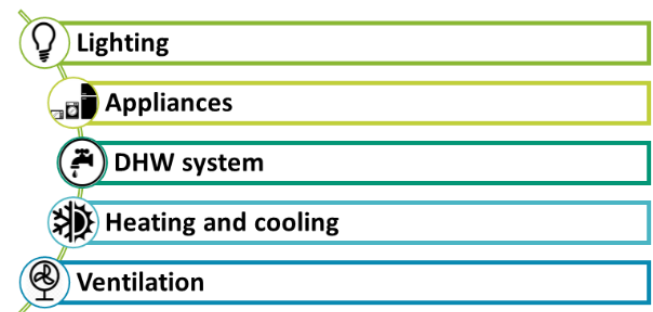 Lighting
Appliances
DHW system
Heating and cooling
Ventilation